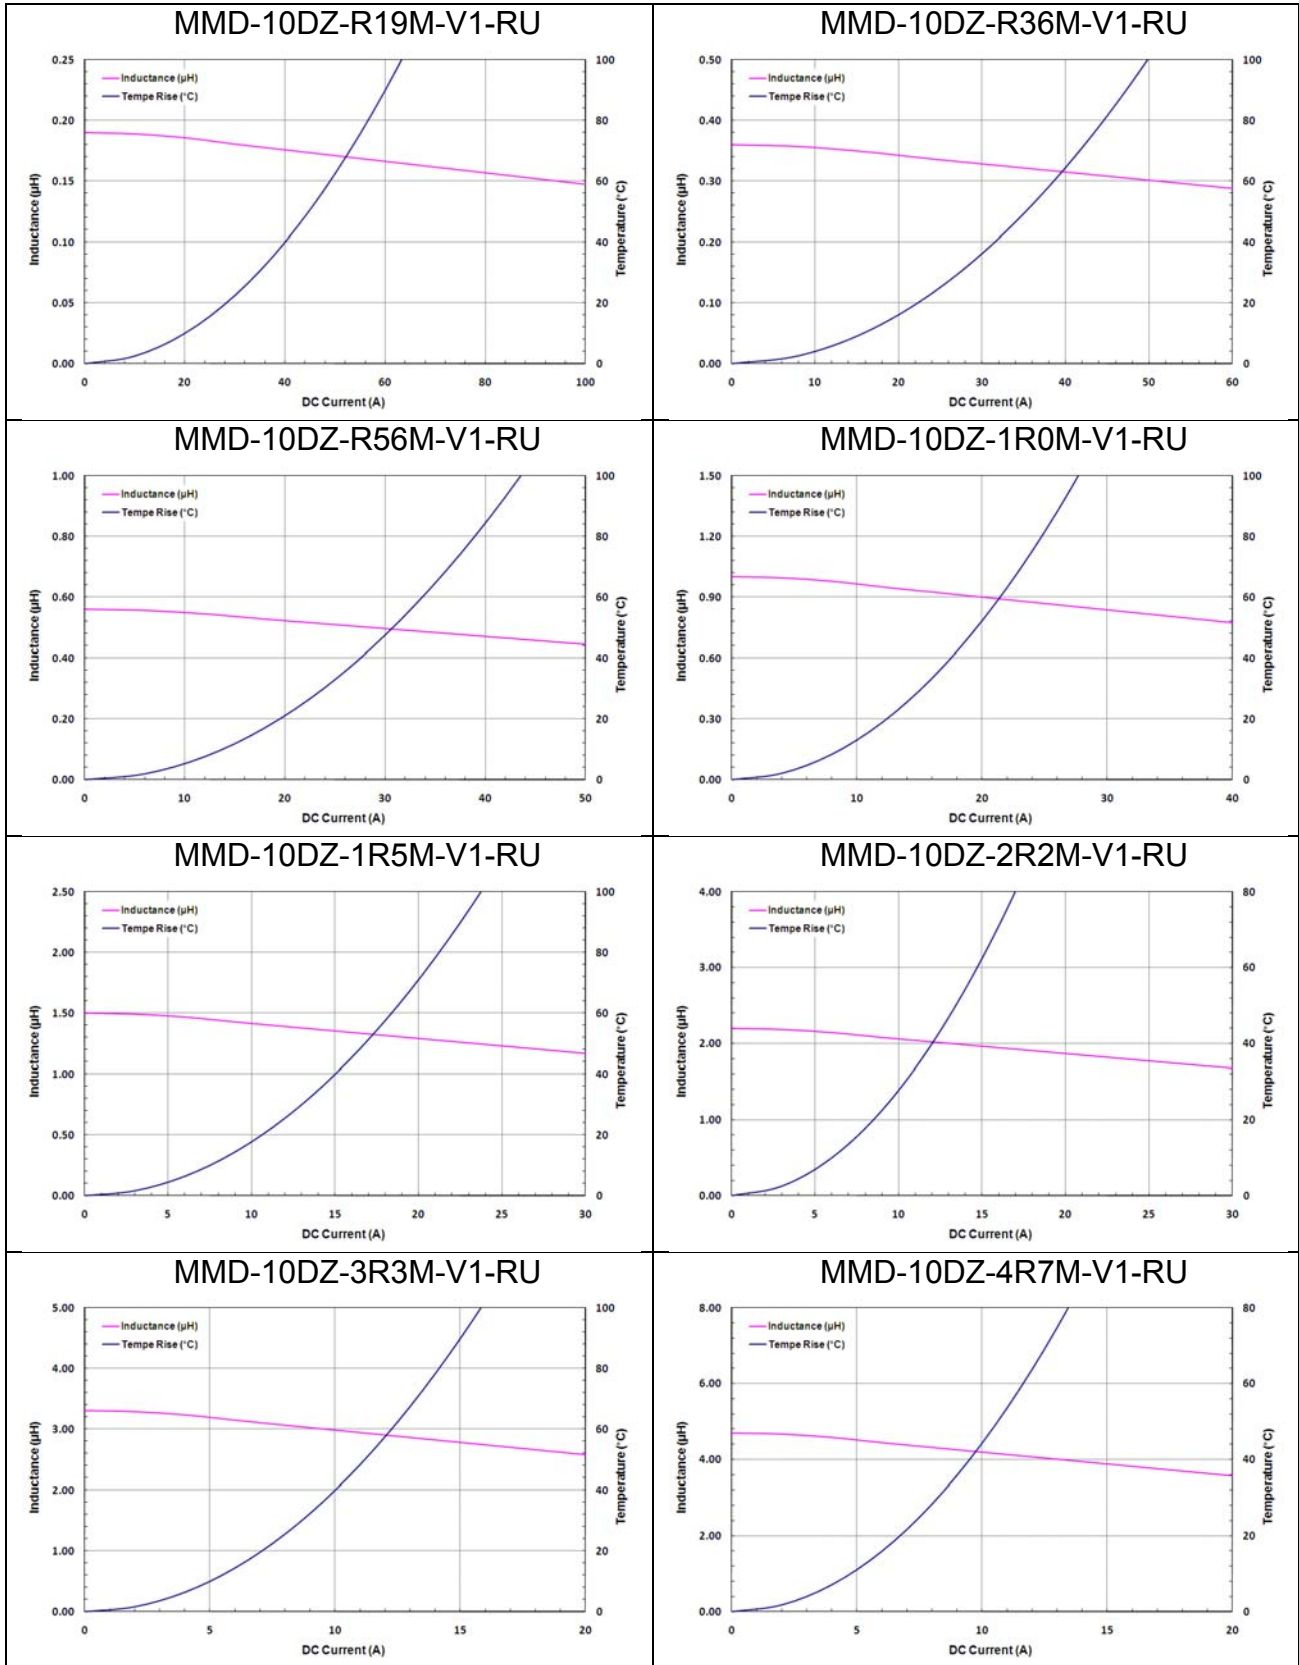 MMD-10DZ-R19M-V1-RU
0.25
0.20
0.15
0.10
0.05
0.00
Inductance (µH)
Inductance (µH)
Tempe Rise (°C)
100
80
60
40
20
0
Temperature (°C)
0 20 40 60 80 100
DC Current (A)
MMD-10DZ-R36M-V1-RU
0.50
0.40
0.30
0.20
0.10
0.00
Inductance (µH)
Inductance (µH)
Tempe Rise (°C)
100
80
60
40
20
0
Temperature (°C)
0 10 20 30 40 50 60
DC Current (A)
MMD-10DZ-R56M-V1-RU
1.00
0.80
0.60
0.40
0.20
0.00
Inductance (µH)
Inductance (µH)
Tempe Rise (°C)
100
80
60
40
20
0
Temperature (°C)
0 10 20 30 40 50
DC Current (A)
MMD-10DZ-1R0M-V1-RU
1.50
1.20
0.90
0.60
0.30
0.00
Inductance (µH)
Inductance (µH)
Tempe Rise (°C)
100
80
60
40
20
0
Temperature (°C)
0 10 20 30 40
DC Current (A)
MMD-10DZ-1R5M-V1-RU
2.50
2.00
1.50
1.00
0.50
0.00
Inductance (µH)
Inductance (µH)
Tempe Rise (°C)
100
80
60
40
20
0
Temperature (°C)
0 5 10 15 20 25 30
DC Current (A)
MMD-10DZ-2R2M-V1-RU
4.00
3.00
2.00
1.00
0.00
Inductance (µH)
Inductance (µH)
Tempe Rise (°C)
80
60
40
20
0
Temperature (°C)
0 5 10 15 20 25 30
DC Current (A)
MMD-10DZ-3R3M-V1-RU
5.00
4.00
3.00
2.00
1.00
0.00
Inductance (µH)
Inductance (µH)
Tempe Rise (°C)
100
80
60
40
20
0
Temperature (°C)
0 5 10 15 20
DC Current (A)
MMD-10DZ-4R7M-V1-RU
8.00
6.00
4.00
2.00
0.00
Inductance (µH)
Inductance (µH)
Tempe Rise (°C)
80
60
40
20
0
Temperature (°C)
0 5 10 15 20
DC Current (A)